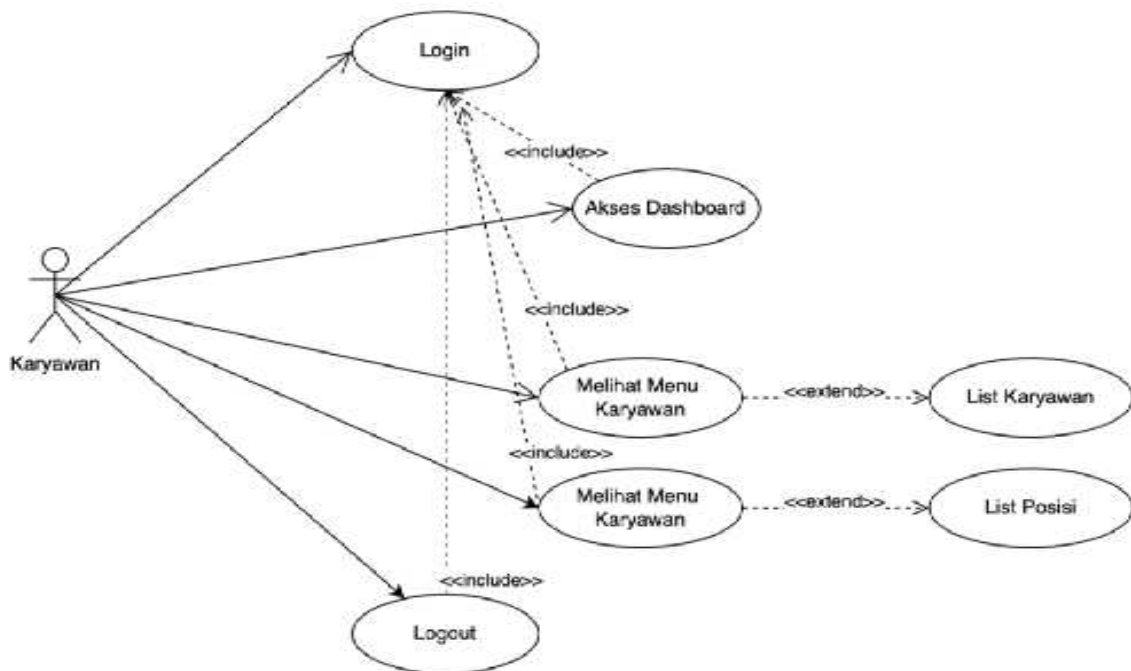 Login
<<include>>
Akses Dashboard
<<include>>
Karyawan
Melihat Menu
Karyawan
<<extend>>
List Karyawan
<<include>>
Melihat Menu
Karyawan
<<extend>>
List Posisi
<<include>>
Logout